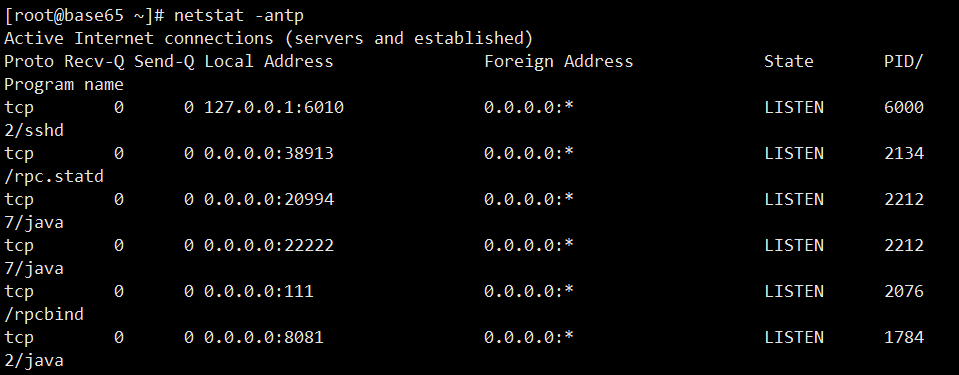 [root@base65 ~]# netstat -antp
Active Internet connections (servers and established)
Proto Recv-Q Send-Q Local Address               Foreign Address             State       PID/
Program name
tcp        0      0 127.0.0.1:6010              0.0.0.0:*                   LISTEN      6000
2/sshd
tcp        0      0 0.0.0.0:38913               0.0.0.0:*                   LISTEN      2134
/rpc.statd
tcp        0      0 0.0.0.0:20994               0.0.0.0:*                   LISTEN      2212
7/java
tcp        0      0 0.0.0.0:22222               0.0.0.0:*                   LISTEN      2212
7/java
tcp        0      0 0.0.0.0:111                 0.0.0.0:*                   LISTEN      2076
/rpcbind
tcp        0      0 0.0.0.0:8081                0.0.0.0:*                   LISTEN      1784
2/java